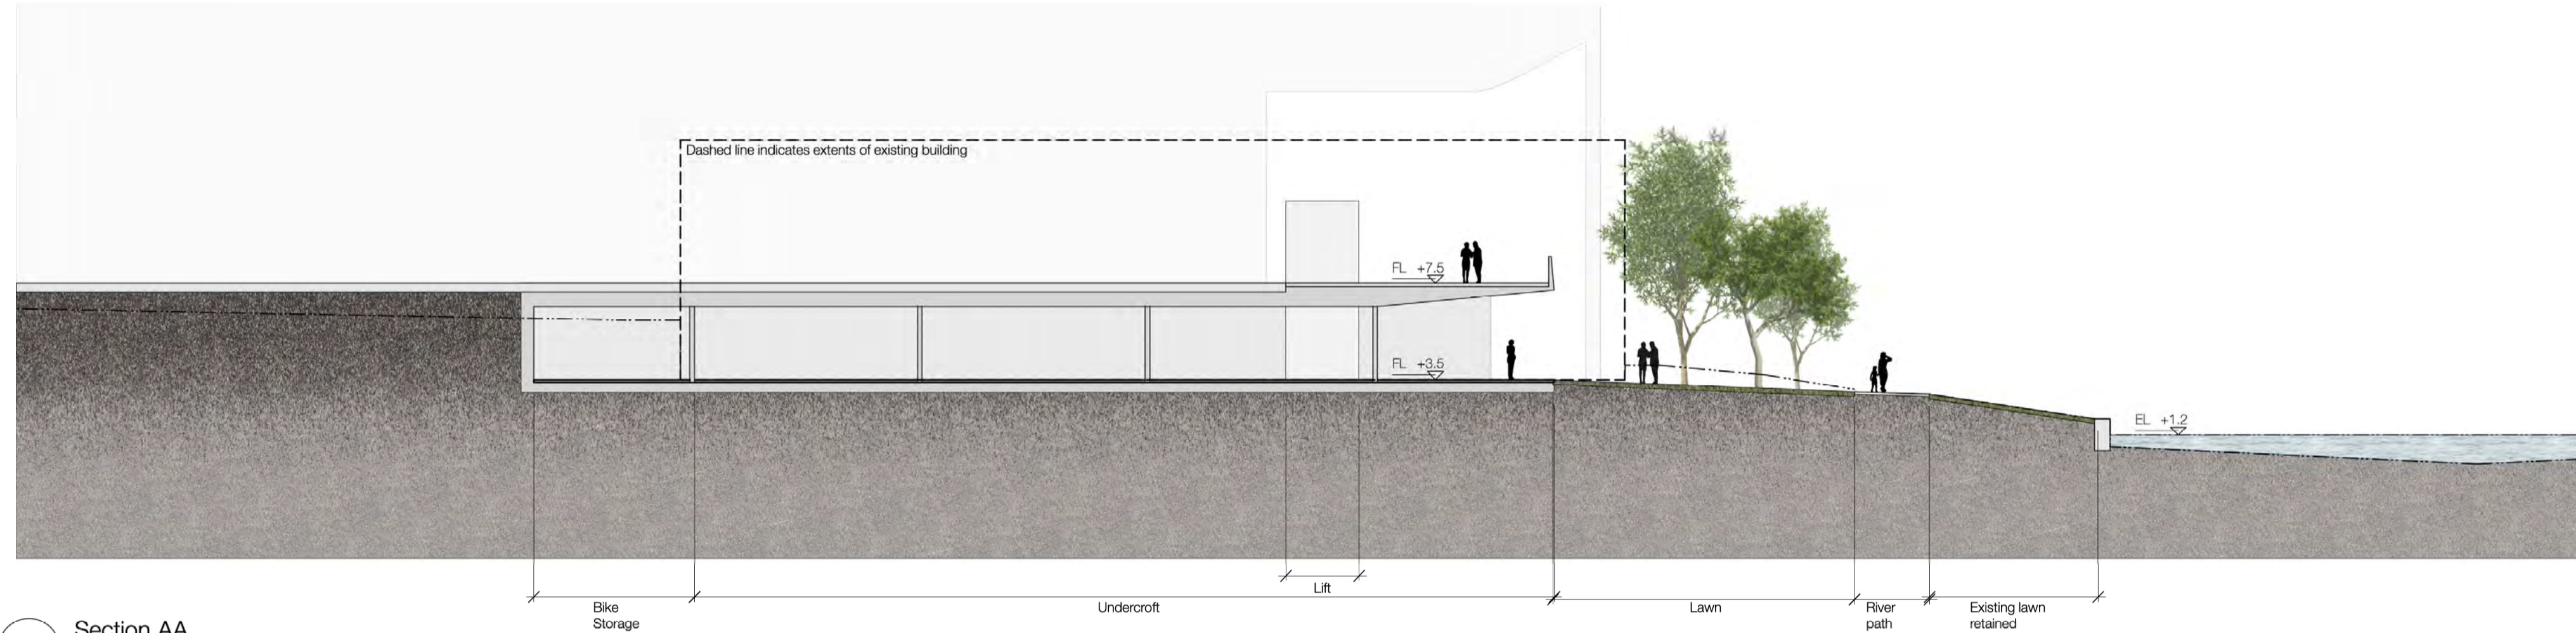 Dashed line indicates extents of existing building
FL +7.5
FL +3.5
EL +1.2
Lift
Bike
Storage
Undercroft
Lawn
River
path
Existing lawn
retained
Section AA